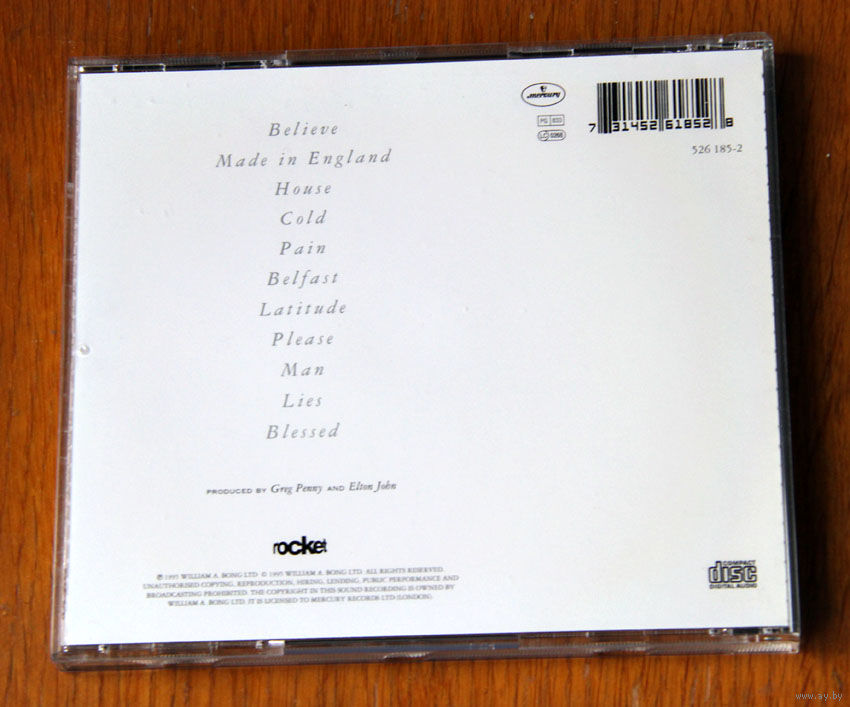 Believe
Made in England
House
Cold
Pain
Belfast
Latitude
Please
Man
Lies
Blessed
PRODUCED BY Greg Penny AND Elton John
rocket
℗ 1995 WILLIAM A. BONG LTD © 1995 WILLIAM A. BONG LTD. ALL RIGHTS RESERVED.
UNAUTHORISED COPYING, REPRODUCTION, HIRING, LENDING, PUBLIC PERFORMANCE AND
BROADCASTING PROHIBITED. THE COPYRIGHT IN THIS SOUND RECORDING IS OWNED BY
WILLIAM A. BONG LTD. IT IS LICENSED TO MERCURY RECORDS LTD (LONDON).
mercury
PG 833
LC 0268
7 31452 61852 8
526 185-2
COMPACT
disc
DIGITAL AUDIO
www.ay.by